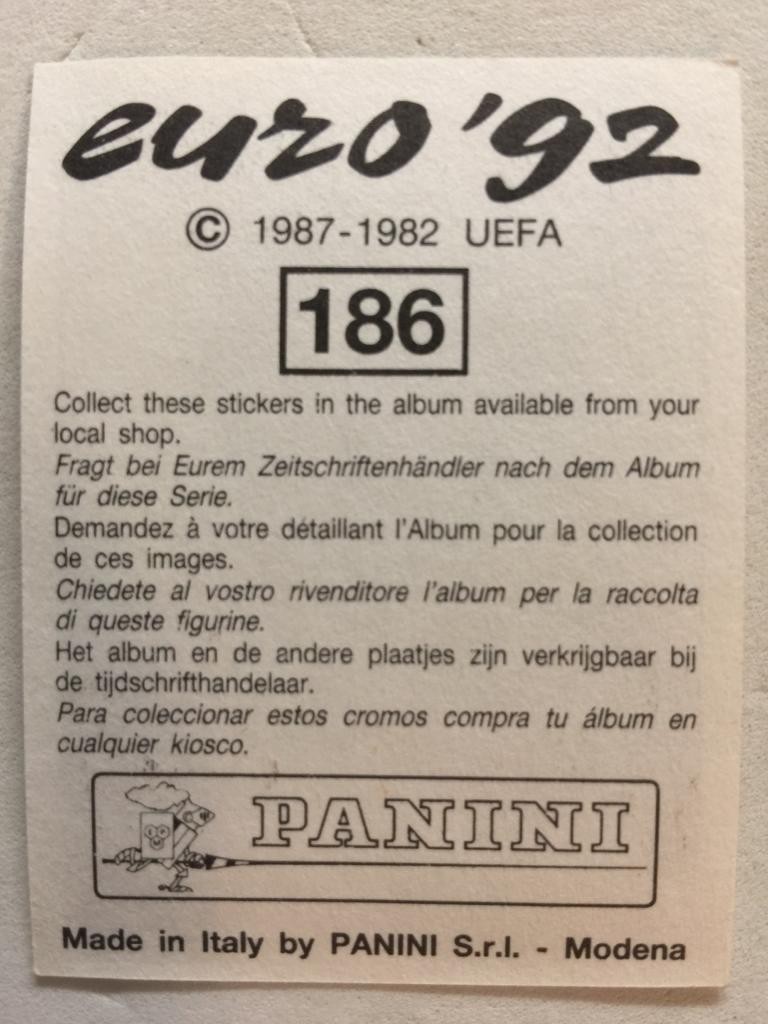 euro '92
© 1987-1982 UEFA
186
Collect these stickers in the album available from your
local shop.
Fragt bei Eurem Zeitschriftenhändler nach dem Album
für diese Serie.
Demandez à votre détaillant l'Album pour la collection
de ces images.
Chiedete al vostro rivenditore l'album per la raccolta
di queste figurine.
Het album en de andere plaatjes zijn verkrijgbaar bij
de tijdschrifthandelaar.
Para coleccionar estos cromos compra tu álbum en
cualquier kiosco.
PANINI
Made in Italy by PANINI S.r.l. - Modena